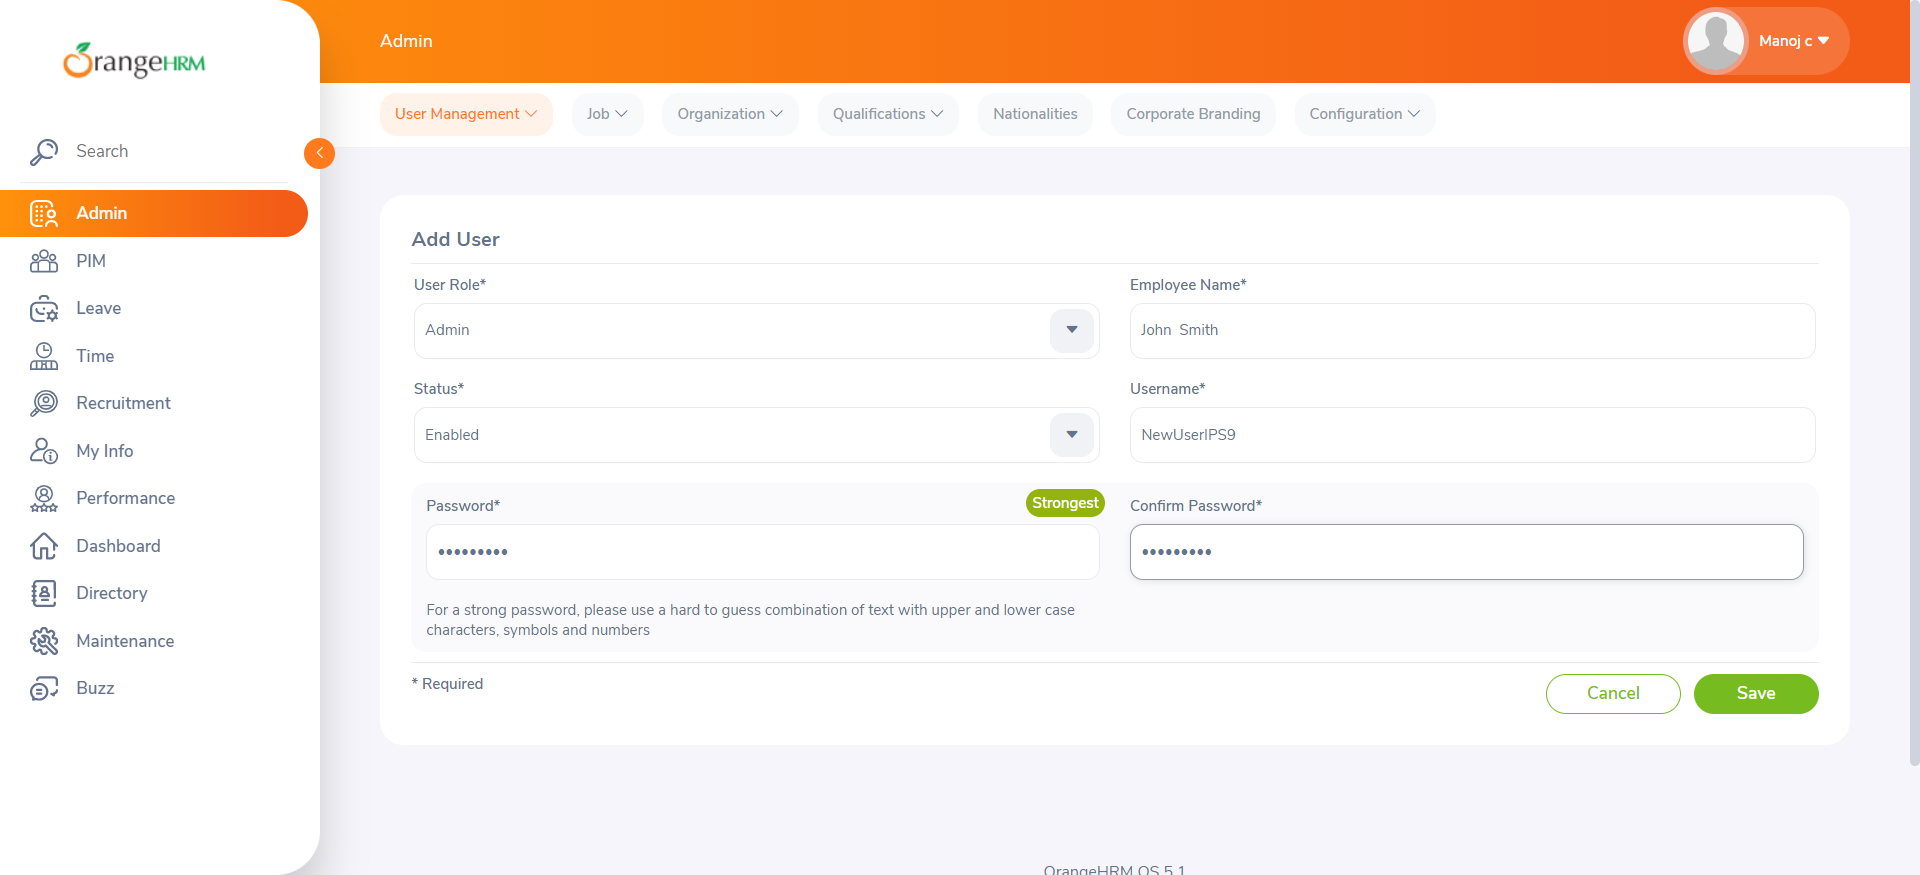 OrangeHRM
Admin
Manoj c
User Management
Job
Organization
Qualifications
Nationalities
Corporate Branding
Configuration
Search
Admin
PIM
Leave
Time
Recruitment
My Info
Performance
Dashboard
Directory
Maintenance
Buzz
Add User
User Role*
Employee Name*
Admin
John  Smith
Status*
Username*
Enabled
NewUserIPS9
Password*
Strongest
Confirm Password*
•••••••••
•••••••••
For a strong password, please use a hard to guess combination of text with upper and lower case
characters, symbols and numbers
* Required
Cancel
Save
OrangeHRM OS 5.1